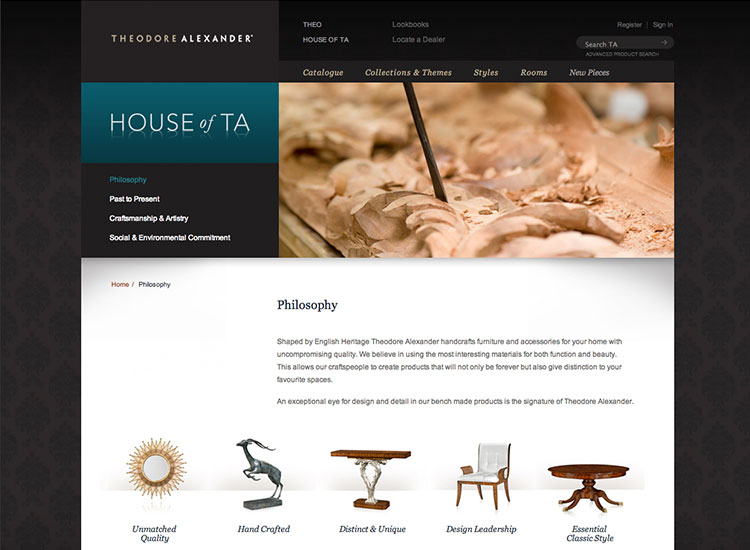 THEODORE ALEXANDER®
THEO
HOUSE OF TA
Lookbooks
Locate a Dealer
Register | Sign In
Search TA
ADVANCED PRODUCT SEARCH
Catalogue
Collections & Themes
Styles
Rooms
New Pieces
HOUSE of TA
Philosophy
Past to Present
Craftsmanship & Artistry
Social & Environmental Commitment
Home / Philosophy
Philosophy
Shaped by English Heritage Theodore Alexander handcrafts furniture and accessories for your home with
uncompromising quality. We believe in using the most interesting materials for both function and beauty.
This allows our craftspeople to create products that will not only be forever but also give distinction to your
favourite spaces.
An exceptional eye for design and detail in our bench made products is the signature of Theodore Alexander.
Unmatched
Quality
Hand Crafted
Distinct & Unique
Design Leadership
Essential
Classic Style